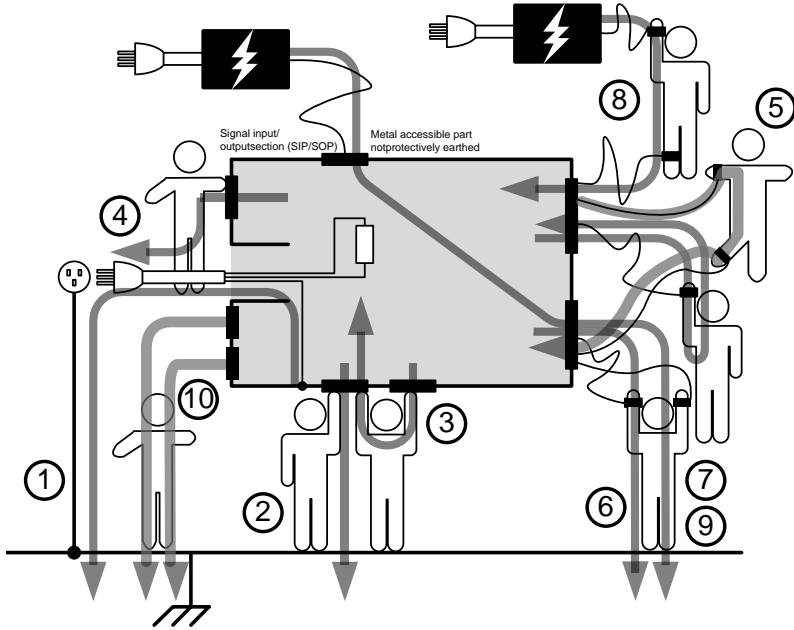 8
5
Signal input/
outputsection (SIP/SOP)
Metal accessible part
notprotectively earthed
4
10
3
1
2
6
7
9